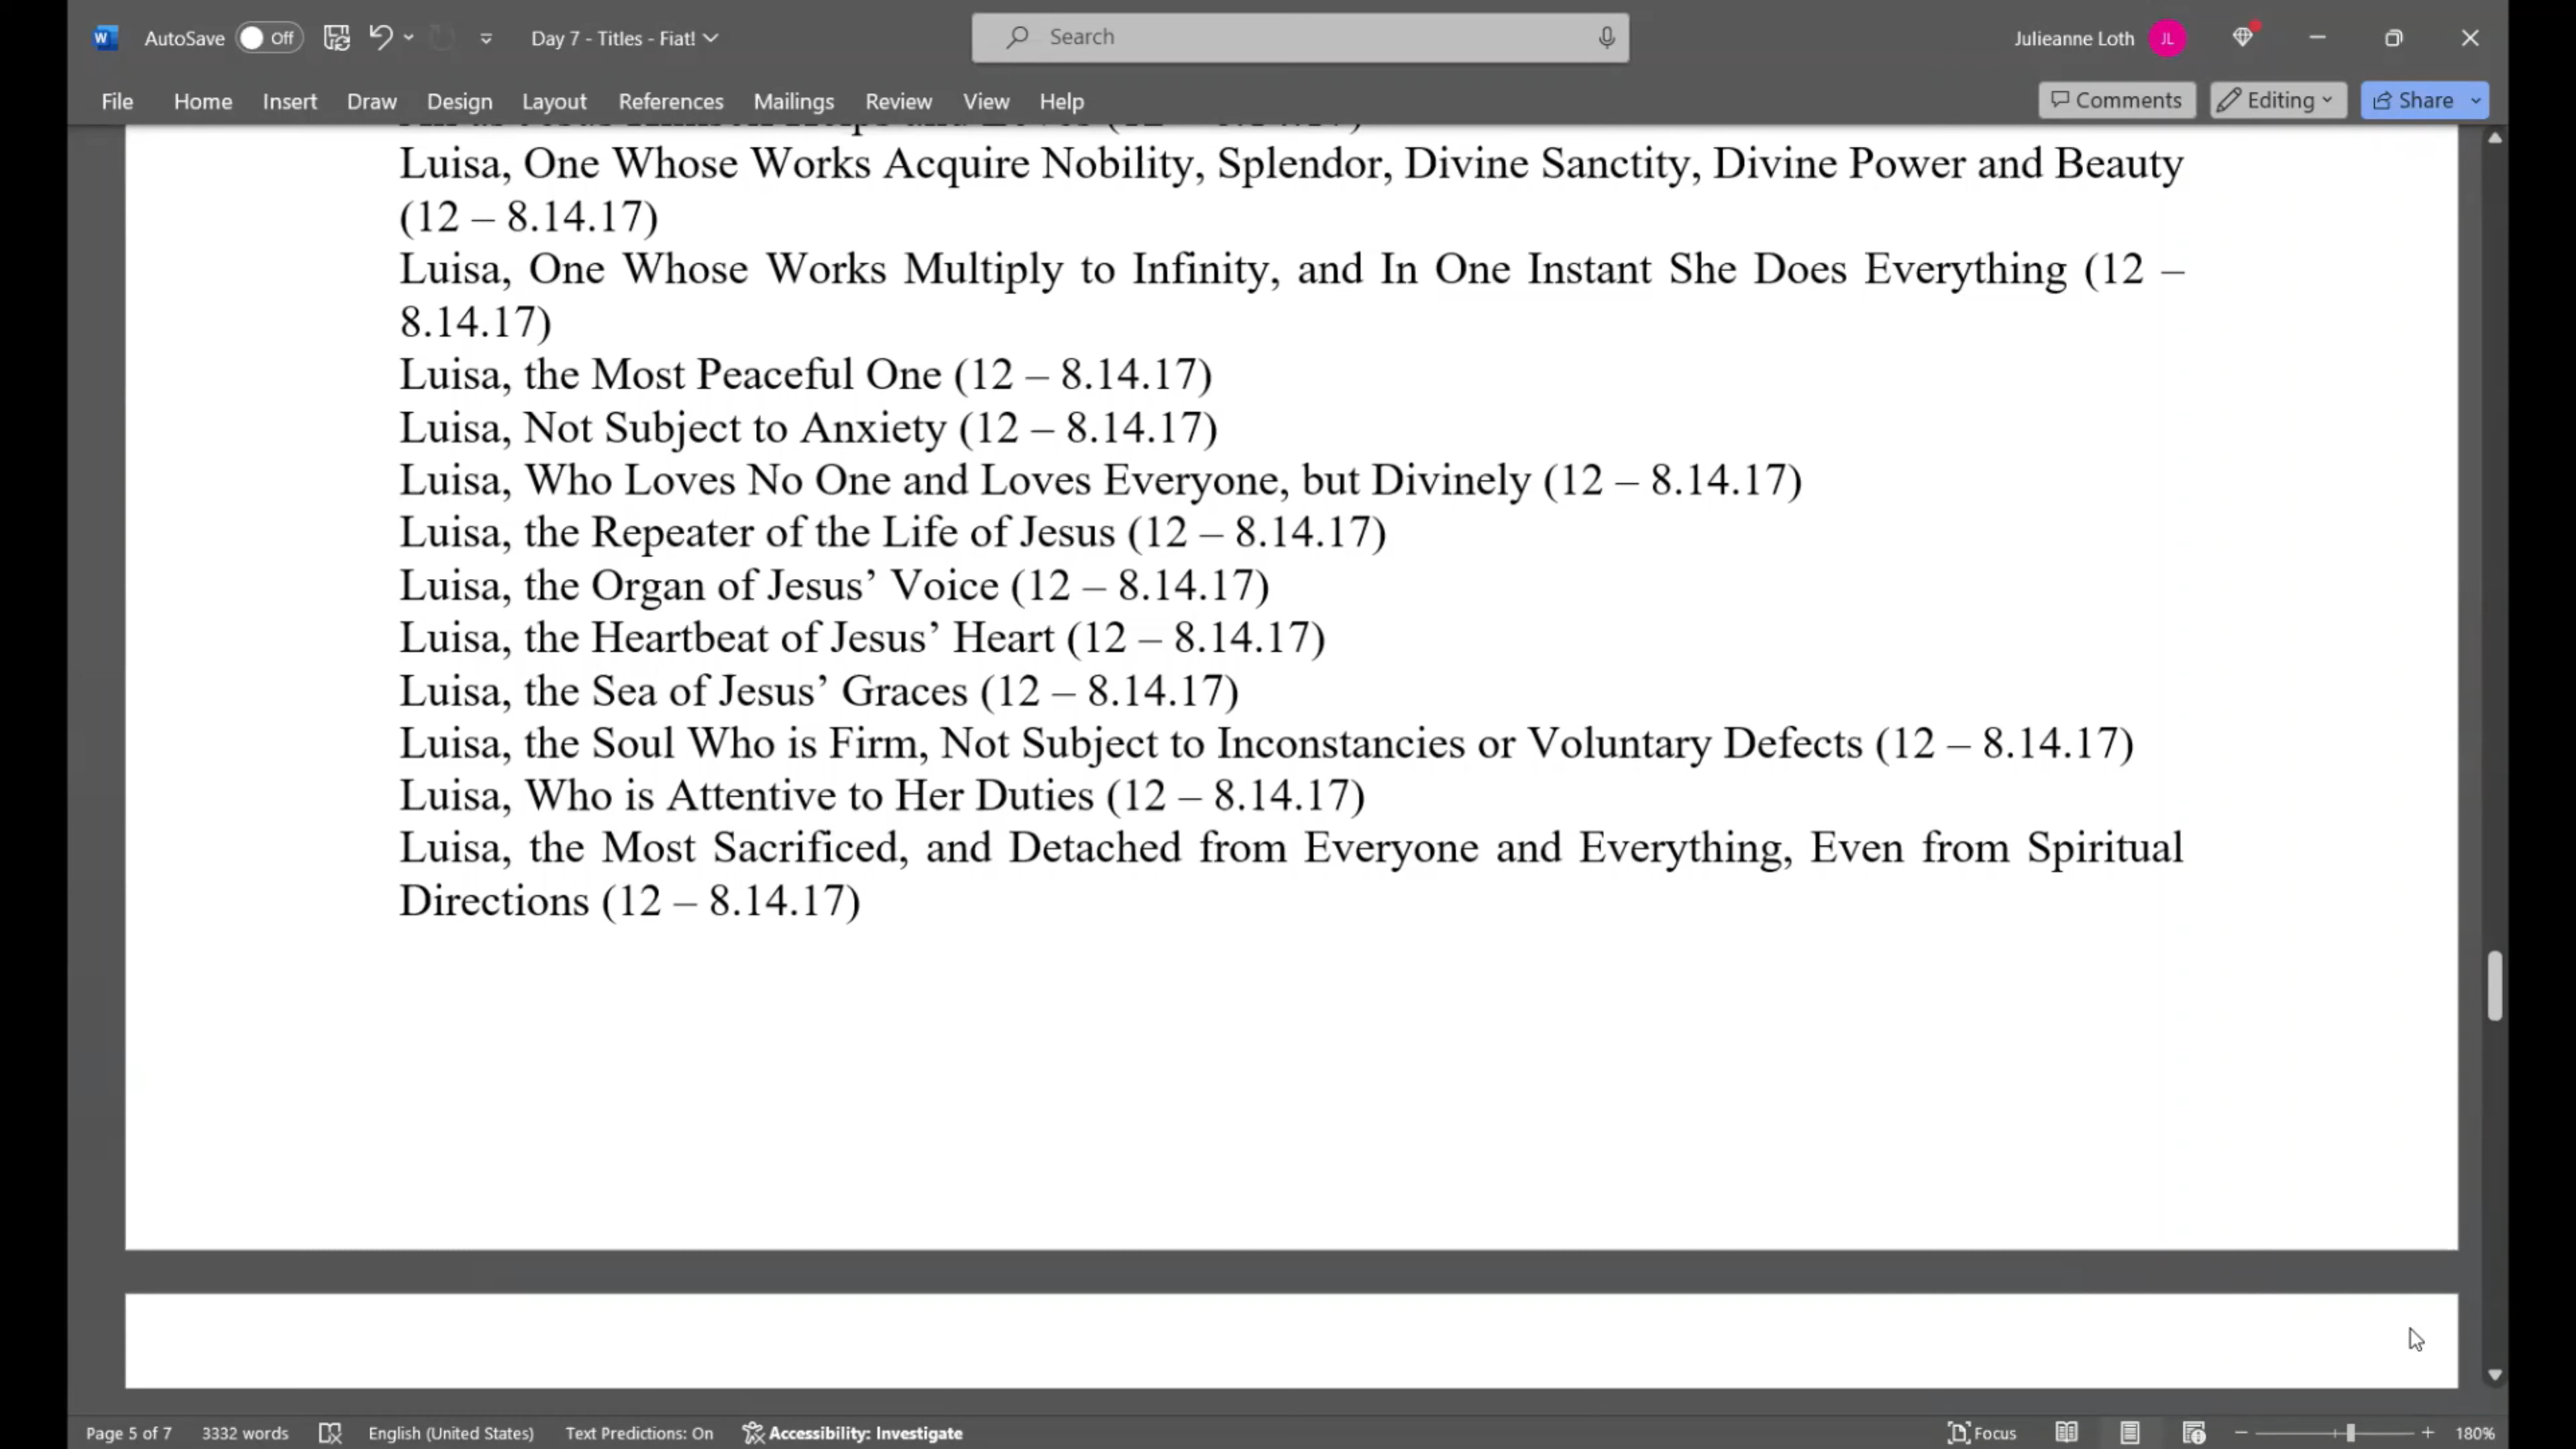 AutoSave Off Day 7 - Titles - Fiat! Search Julieanne Loth JL
File Home Insert Draw Design Layout References Mailings Review View Help Comments Editing Share
Luisa, One Whose Works Acquire Nobility, Splendor, Divine Sanctity, Divine Power and Beauty
(12 – 8.14.17)
Luisa, One Whose Works Multiply to Infinity, and In One Instant She Does Everything (12 –
8.14.17)
Luisa, the Most Peaceful One (12 – 8.14.17)
Luisa, Not Subject to Anxiety (12 – 8.14.17)
Luisa, Who Loves No One and Loves Everyone, but Divinely (12 – 8.14.17)
Luisa, the Repeater of the Life of Jesus (12 – 8.14.17)
Luisa, the Organ of Jesus’ Voice (12 – 8.14.17)
Luisa, the Heartbeat of Jesus’ Heart (12 – 8.14.17)
Luisa, the Sea of Jesus’ Graces (12 – 8.14.17)
Luisa, the Soul Who is Firm, Not Subject to Inconstancies or Voluntary Defects (12 – 8.14.17)
Luisa, Who is Attentive to Her Duties (12 – 8.14.17)
Luisa, the Most Sacrificed, and Detached from Everyone and Everything, Even from Spiritual
Directions (12 – 8.14.17)
Page 5 of 7 3332 words English (United States) Text Predictions: On Accessibility: Investigate Focus 180%